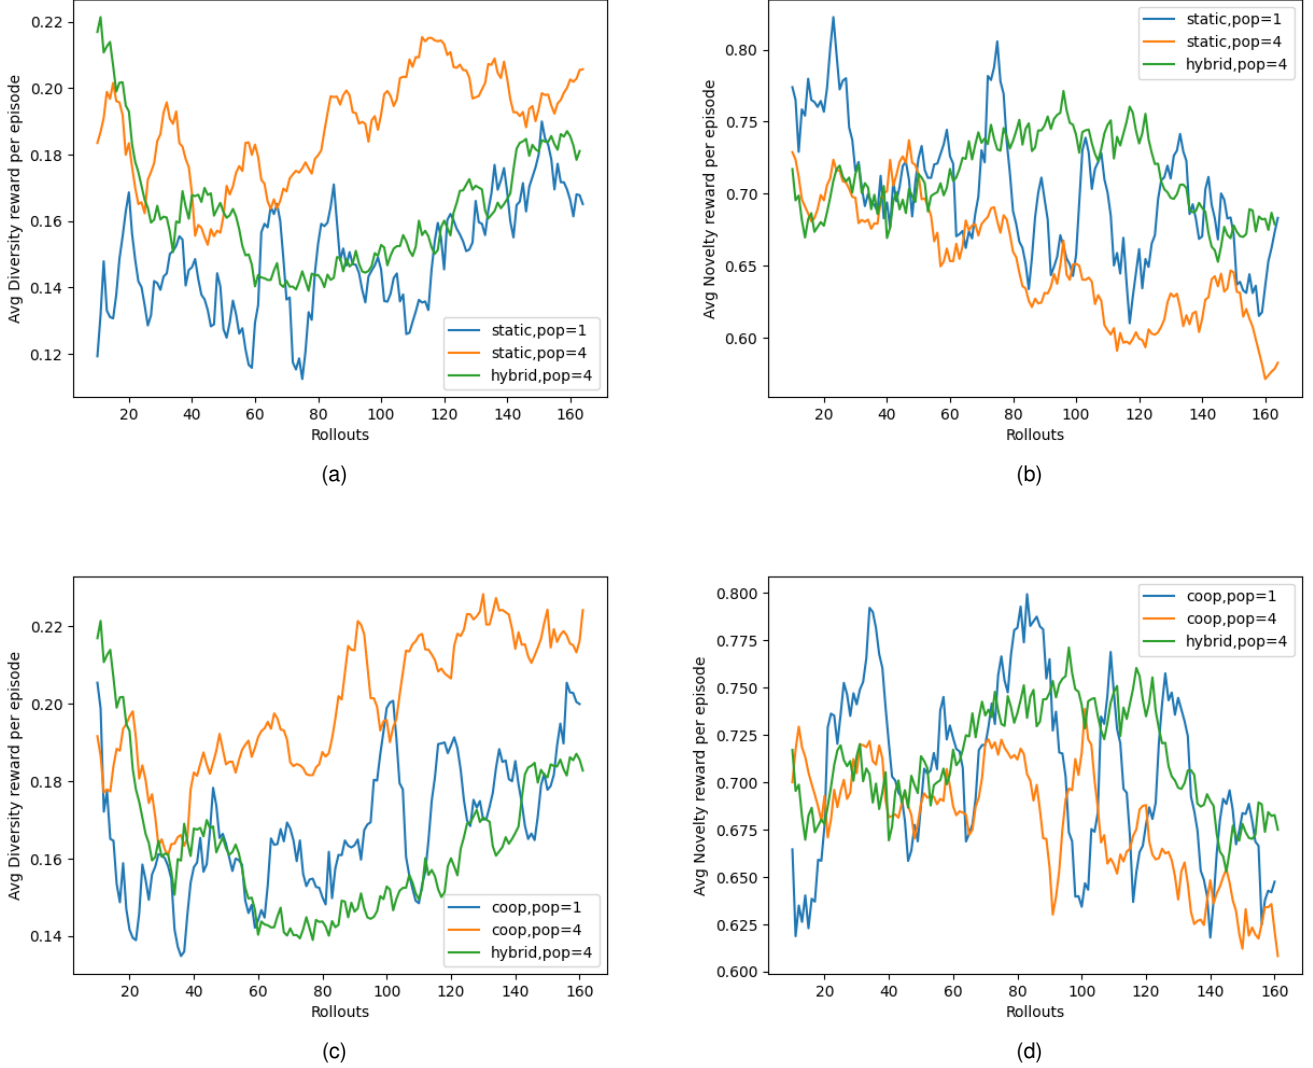 0.22
0.20
0.18
0.16
0.14
0.12
Avg Diversity reward per episode
static,pop=1
static,pop=4
hybrid,pop=4
20 40 60 80 100 120 140 160
Rollouts
(a)
0.80
0.75
0.70
0.65
0.60
Avg Novelty reward per episode
static,pop=1
static,pop=4
hybrid,pop=4
20 40 60 80 100 120 140 160
Rollouts
(b)
0.22
0.20
0.18
0.16
0.14
Avg Diversity reward per episode
coop,pop=1
coop,pop=4
hybrid,pop=4
20 40 60 80 100 120 140 160
Rollouts
(c)
0.800
0.775
0.750
0.725
0.700
0.675
0.650
0.625
0.600
Avg Novelty reward per episode
coop,pop=1
coop,pop=4
hybrid,pop=4
20 40 60 80 100 120 140 160
Rollouts
(d)